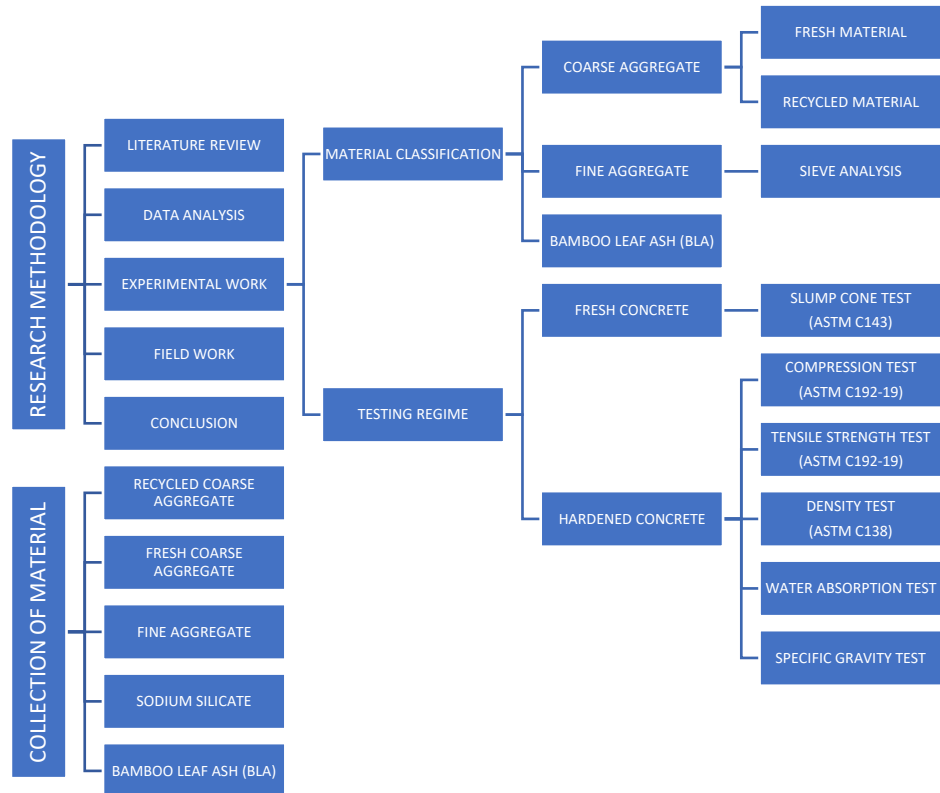 RESEARCH METHODOLOGY
LITERATURE REVIEW
DATA ANALYSIS
EXPERIMENTAL WORK
MATERIAL CLASSIFICATION
COARSE AGGREGATE
FRESH MATERIAL
RECYCLED MATERIAL
FINE AGGREGATE
SIEVE ANALYSIS
BAMBOO LEAF ASH (BLA)
TESTING REGIME
FRESH CONCRETE
SLUMP CONE TEST
(ASTM C143)
HARDENED CONCRETE
COMPRESSION TEST
(ASTM C192-19)
TENSILE STRENGTH TEST
(ASTM C192-19)
DENSITY TEST
(ASTM C138)
WATER ABSORPTION TEST
SPECIFIC GRAVITY TEST
FIELD WORK
CONCLUSION
COLLECTION OF MATERIAL
RECYCLED COARSE
AGGREGATE
FRESH COARSE
AGGREGATE
FINE AGGREGATE
SODIUM SILICATE
BAMBOO LEAF ASH (BLA)